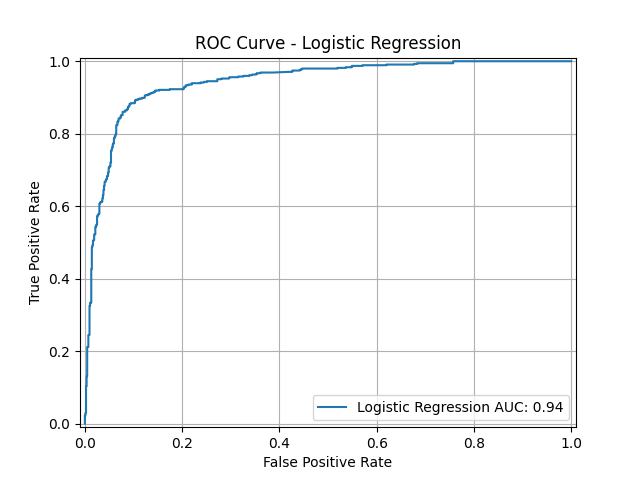 ROC Curve - Logistic Regression
1.0
0.8
0.6
0.4
0.2
0.0
True Positive Rate
Logistic Regression AUC: 0.94
0.0 0.2 0.4 0.6 0.8 1.0
False Positive Rate